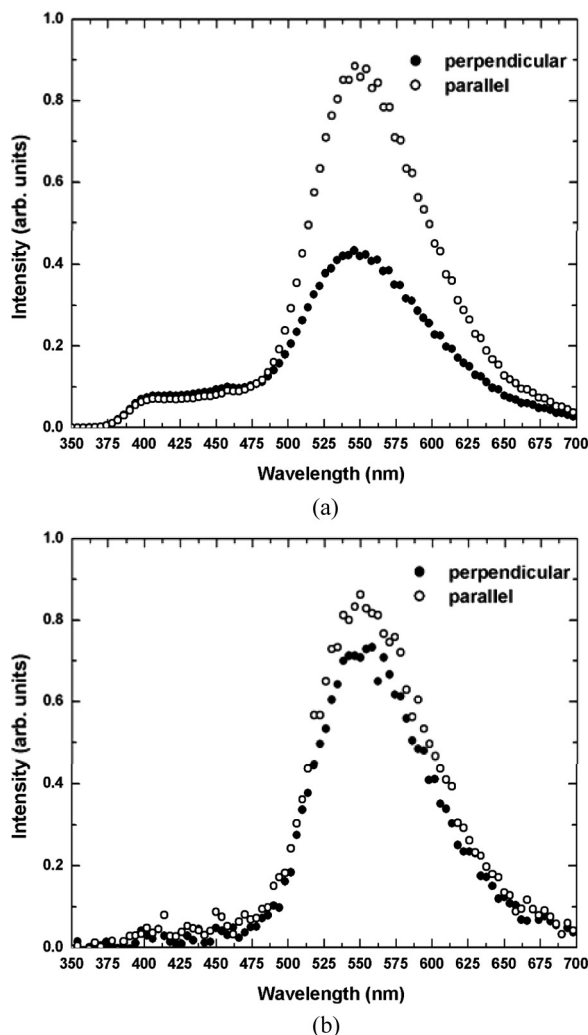 1.0
perpendicular
parallel
0.8
0.6
0.4
0.2
0.0
Intensity (arb. units)
350 375 400 425 450 475 500 525 550 575 600 625 650 675 700
Wavelength (nm)
(a)
1.0
perpendicular
parallel
0.8
0.6
0.4
0.2
0.0
Intensity (arb. units)
350 375 400 425 450 475 500 525 550 575 600 625 650 675 700
Wavelength (nm)
(b)